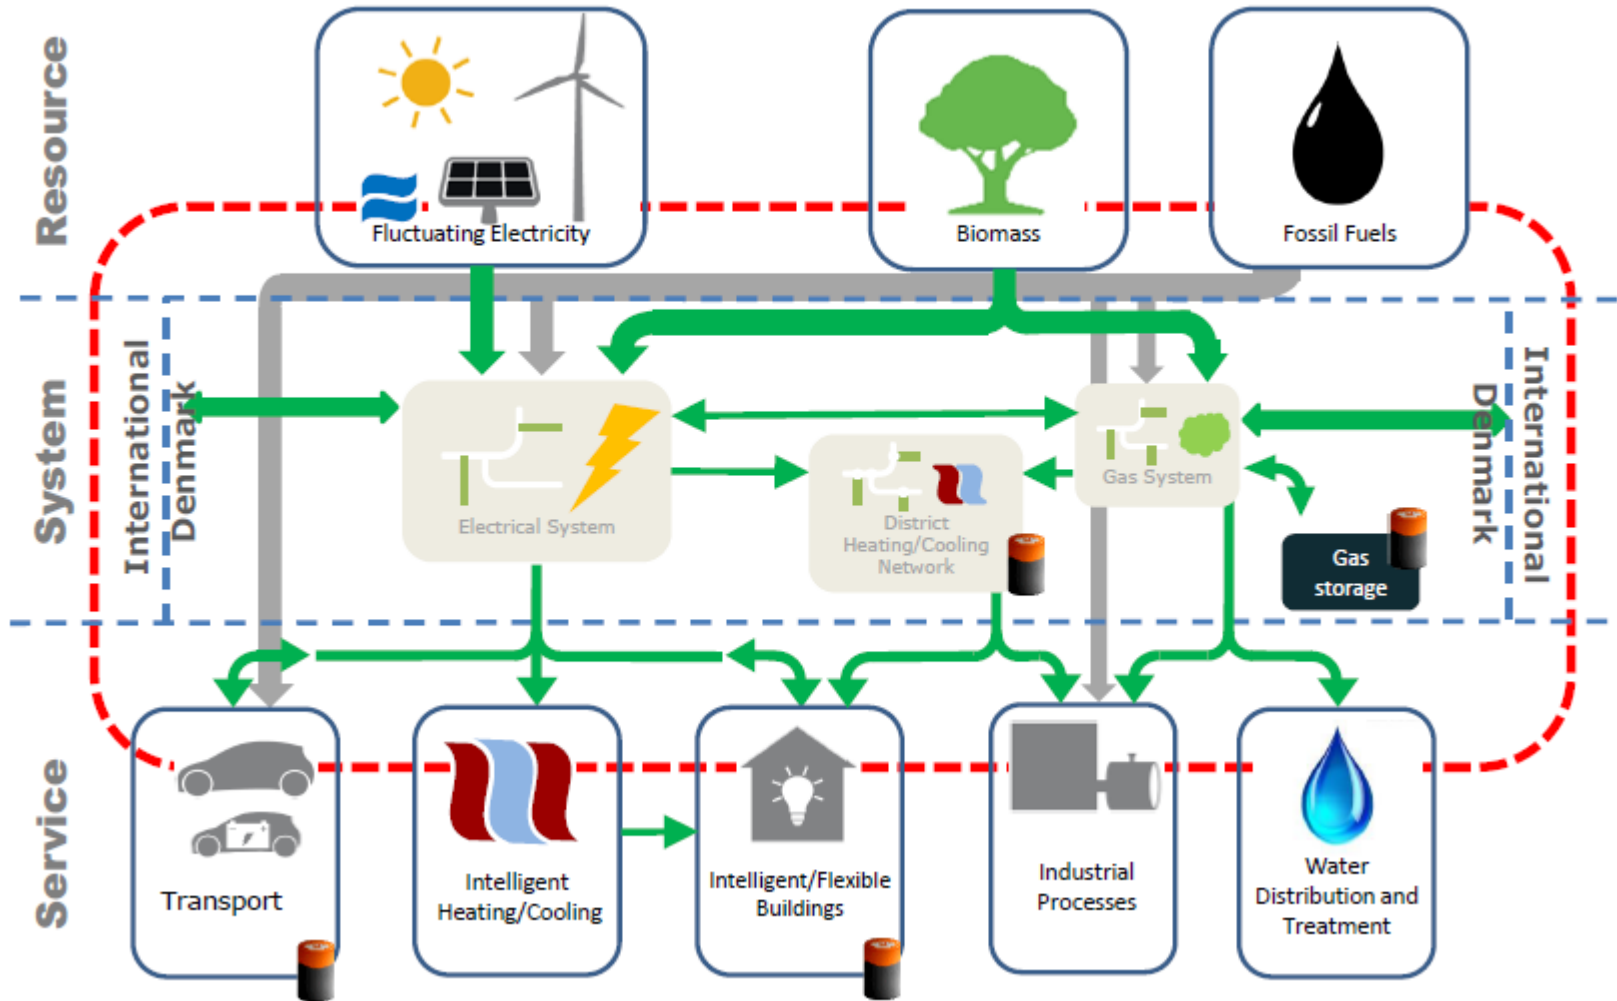 Resource
Fluctuating Electricity
Biomass
Fossil Fuels
System
International
Denmark
Electrical System
District
Heating/Cooling
Network
Gas System
Gas
storage
Denmark
International
Service
Transport
Intelligent
Heating/Cooling
Intelligent/Flexible
Buildings
Industrial
Processes
Water
Distribution and
Treatment